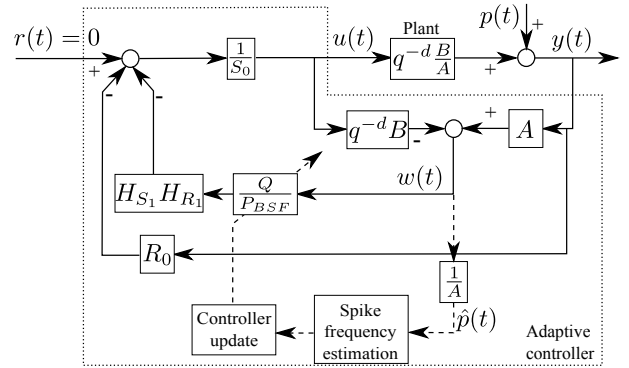 r(t) = 0
+
-
-
1
S_0
u(t)
Plant
q^{-d} B/A
p(t)
+
+
y(t)
q^{-d}B
-
+
A
w(t)
H_{S_1} H_{R_1}
Q
P_{BSF}
R_0
1
A
p̂(t)
Controller
update
Spike
frequency
estimation
Adaptive
controller